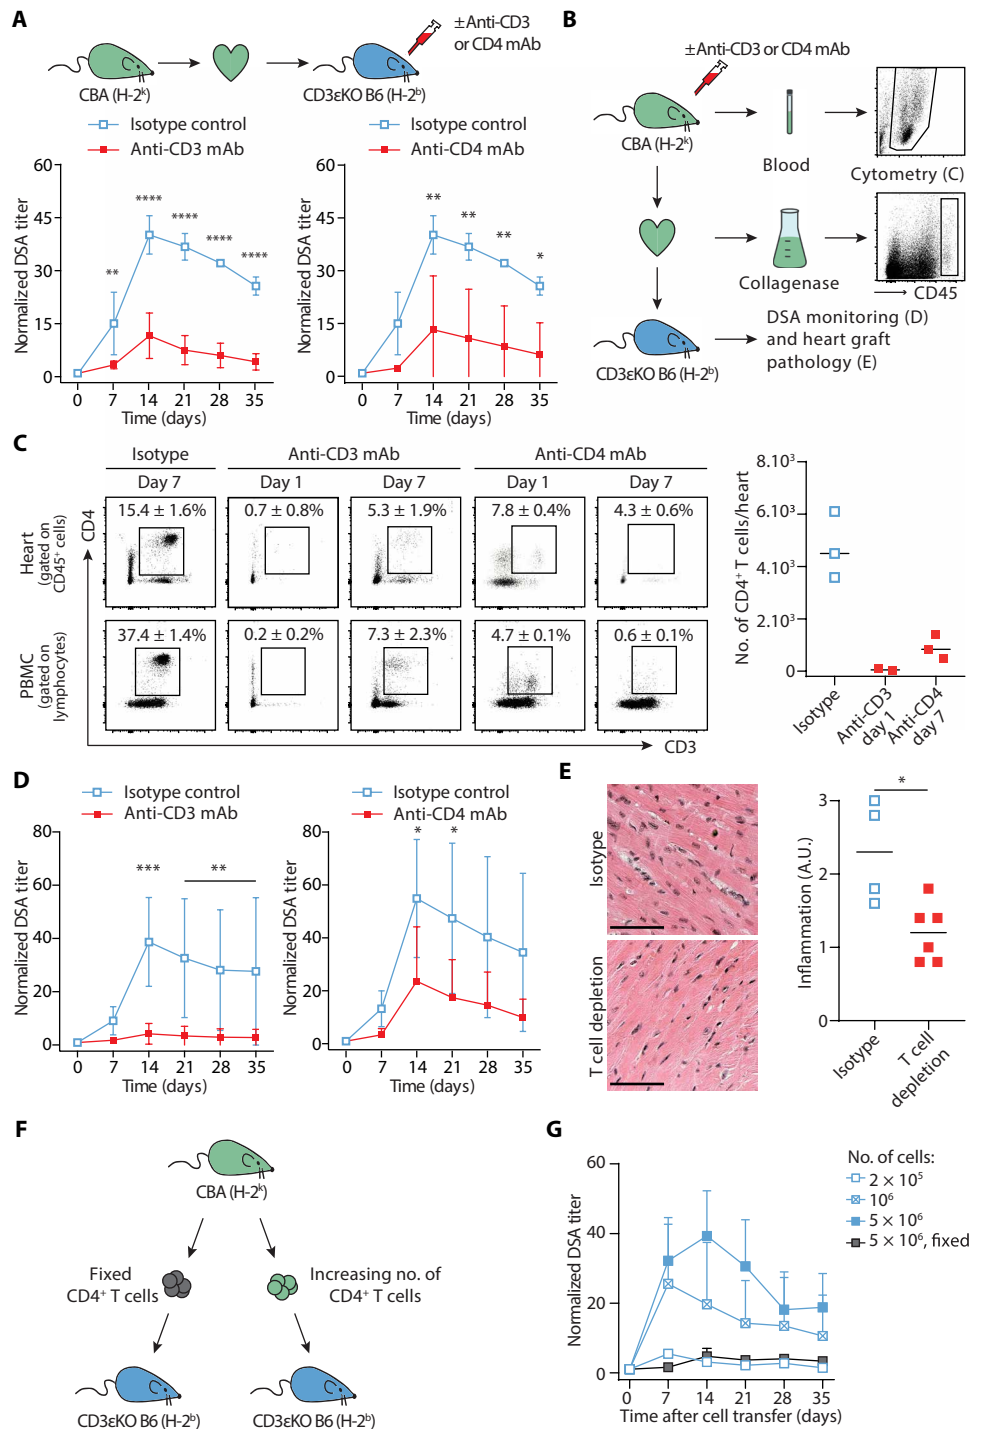 A
±Anti-CD3
or CD4 mAb
CBA (H-2ᵏ)
CD3εKO B6 (H-2ᵇ)
Isotype control
Anti-CD3 mAb
Isotype control
Anti-CD4 mAb
Normalized DSA titer
60
45
30
15
0
**
****
****
****
****
0 7 14 21 28 35
Time (days)
Normalized DSA titer
60
45
30
15
0
**
**
**
*
0 7 14 21 28 35
Time (days)
B
±Anti-CD3 or CD4 mAb
CBA (H-2ᵏ)
Blood
Cytometry (C)
Collagenase
CD45
CD3εKO B6 (H-2ᵇ)
DSA monitoring (D)
and heart graft
pathology (E)
C
Isotype
Anti-CD3 mAb
Anti-CD4 mAb
Day 7
Day 1
Day 7
Day 1
Day 7
CD4
Heart
(gated on
CD45⁺ cells)
15.4 ± 1.6%
0.7 ± 0.8%
5.3 ± 1.9%
7.8 ± 0.4%
4.3 ± 0.6%
PBMC
(gated on
lymphocytes)
37.4 ± 1.4%
0.2 ± 0.2%
7.3 ± 2.3%
4.7 ± 0.1%
0.6 ± 0.1%
CD3
No. of CD4⁺ T cells/heart
8.10³
6.10³
4.10³
2.10³
0
Isotype
Anti-CD3
day 1
Anti-CD4
day 7
D
Isotype control
Anti-CD3 mAb
Isotype control
Anti-CD4 mAb
Normalized DSA titer
80
60
40
20
0
***
**
0 7 14 21 28 35
Time (days)
Normalized DSA titer
80
60
40
20
0
*
*
0 7 14 21 28 35
Time (days)
E
Isotype
T cell depletion
Inflammation (A.U.)
3
2
1
0
*
Isotype
T cell
depletion
F
CBA (H-2ᵏ)
Fixed
CD4⁺ T cells
Increasing no. of
CD4⁺ T cells
CD3εKO B6 (H-2ᵇ)
CD3εKO B6 (H-2ᵇ)
G
No. of cells:
2 × 10⁵
10⁶
5 × 10⁶
5 × 10⁶, fixed
Normalized DSA titer
60
40
20
0
0 7 14 21 28 35
Time after cell transfer (days)